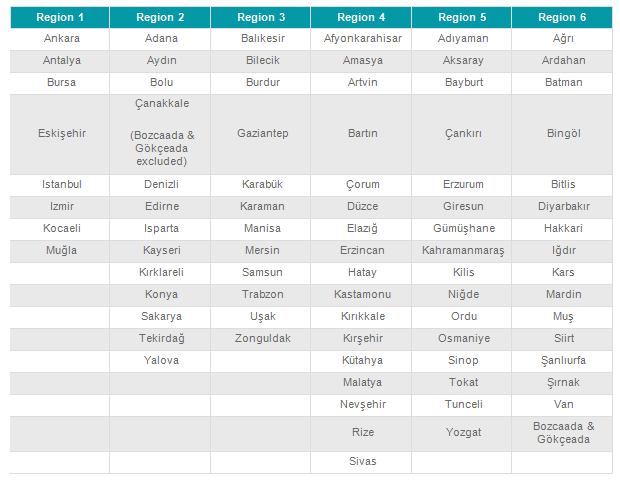 Region 1 Region 2 Region 3 Region 4 Region 5 Region 6
Ankara Adana Balıkesir Afyonkarahisar Adıyaman Ağrı
Antalya Aydın Bilecik Amasya Aksaray Ardahan
Bursa Bolu Burdur Artvin Bayburt Batman
Eskişehir Çanakkale (Bozcaada & Gökçeada excluded) Gaziantep Bartın Çankırı Bingöl
Istanbul Denizli Karabük Çorum Erzurum Bitlis
Izmir Edirne Karaman Düzce Giresun Diyarbakır
Kocaeli Isparta Manisa Elazığ Gümüşhane Hakkari
Muğla Kayseri Mersin Erzincan Kahramanmaraş Iğdır
Kırklareli Samsun Hatay Kilis Kars
Konya Trabzon Kastamonu Niğde Mardin
Sakarya Uşak Kırıkkale Ordu Muş
Tekirdağ Zonguldak Kırşehir Osmaniye Siirt
Yalova Kütahya Sinop Şanlıurfa
Malatya Tokat Şırnak
Nevşehir Tunceli Van
Rize Yozgat Bozcaada & Gökçeada
Sivas